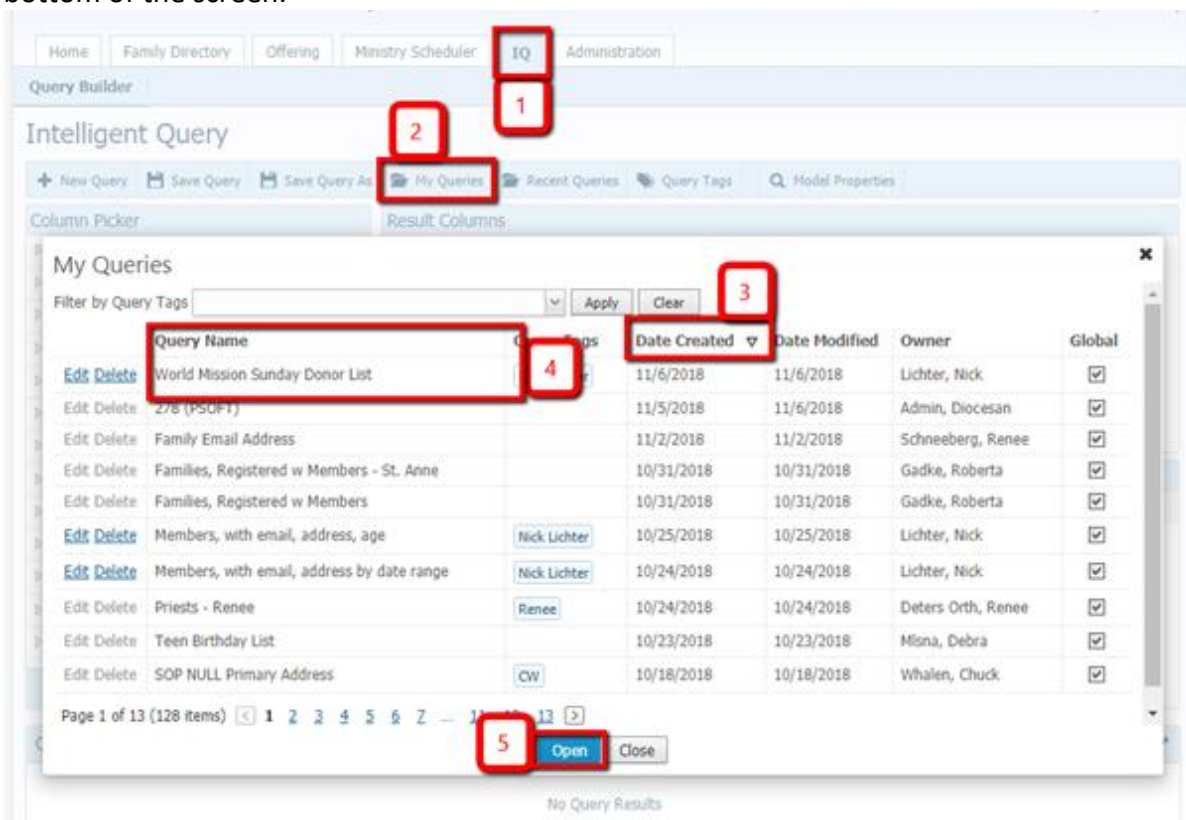 bottom of the screen.
Home Family Directory Offering Ministry Scheduler IQ Administration
Query Builder
1
Intelligent Query
2
New Query Save Query Save Query As My Queries Recent Queries Query Tags Model Properties
Column Picker Result Columns
My Queries
Filter by Query Tags Apply Clear
3
Query Name Tags Date Created Date Modified Owner Global
4
Edit Delete World Mission Sunday Donor List 11/6/2018 11/6/2018 Lichter, Nick
Edit Delete 278 (PSOFT) 11/5/2018 11/6/2018 Admin, Diocesan
Edit Delete Family Email Address 11/2/2018 11/2/2018 Schneeberg, Renee
Edit Delete Families, Registered w Members - St. Anne 10/31/2018 10/31/2018 Gadke, Roberta
Edit Delete Families, Registered w Members 10/31/2018 10/31/2018 Gadke, Roberta
Edit Delete Members, with email, address, age Nick Lichter 10/25/2018 10/25/2018 Lichter, Nick
Edit Delete Members, with email, address by date range Nick Lichter 10/24/2018 10/24/2018 Lichter, Nick
Edit Delete Priests - Renee Renee 10/24/2018 10/24/2018 Deters Orth, Renee
Edit Delete Teen Birthday List 10/23/2018 10/23/2018 Misna, Debra
Edit Delete SOP NULL Primary Address CW 10/18/2018 10/18/2018 Whalen, Chuck
Page 1 of 13 (128 items) 1 2 3 4 5 6 7 ... 13
5
Open Close
No Query Results